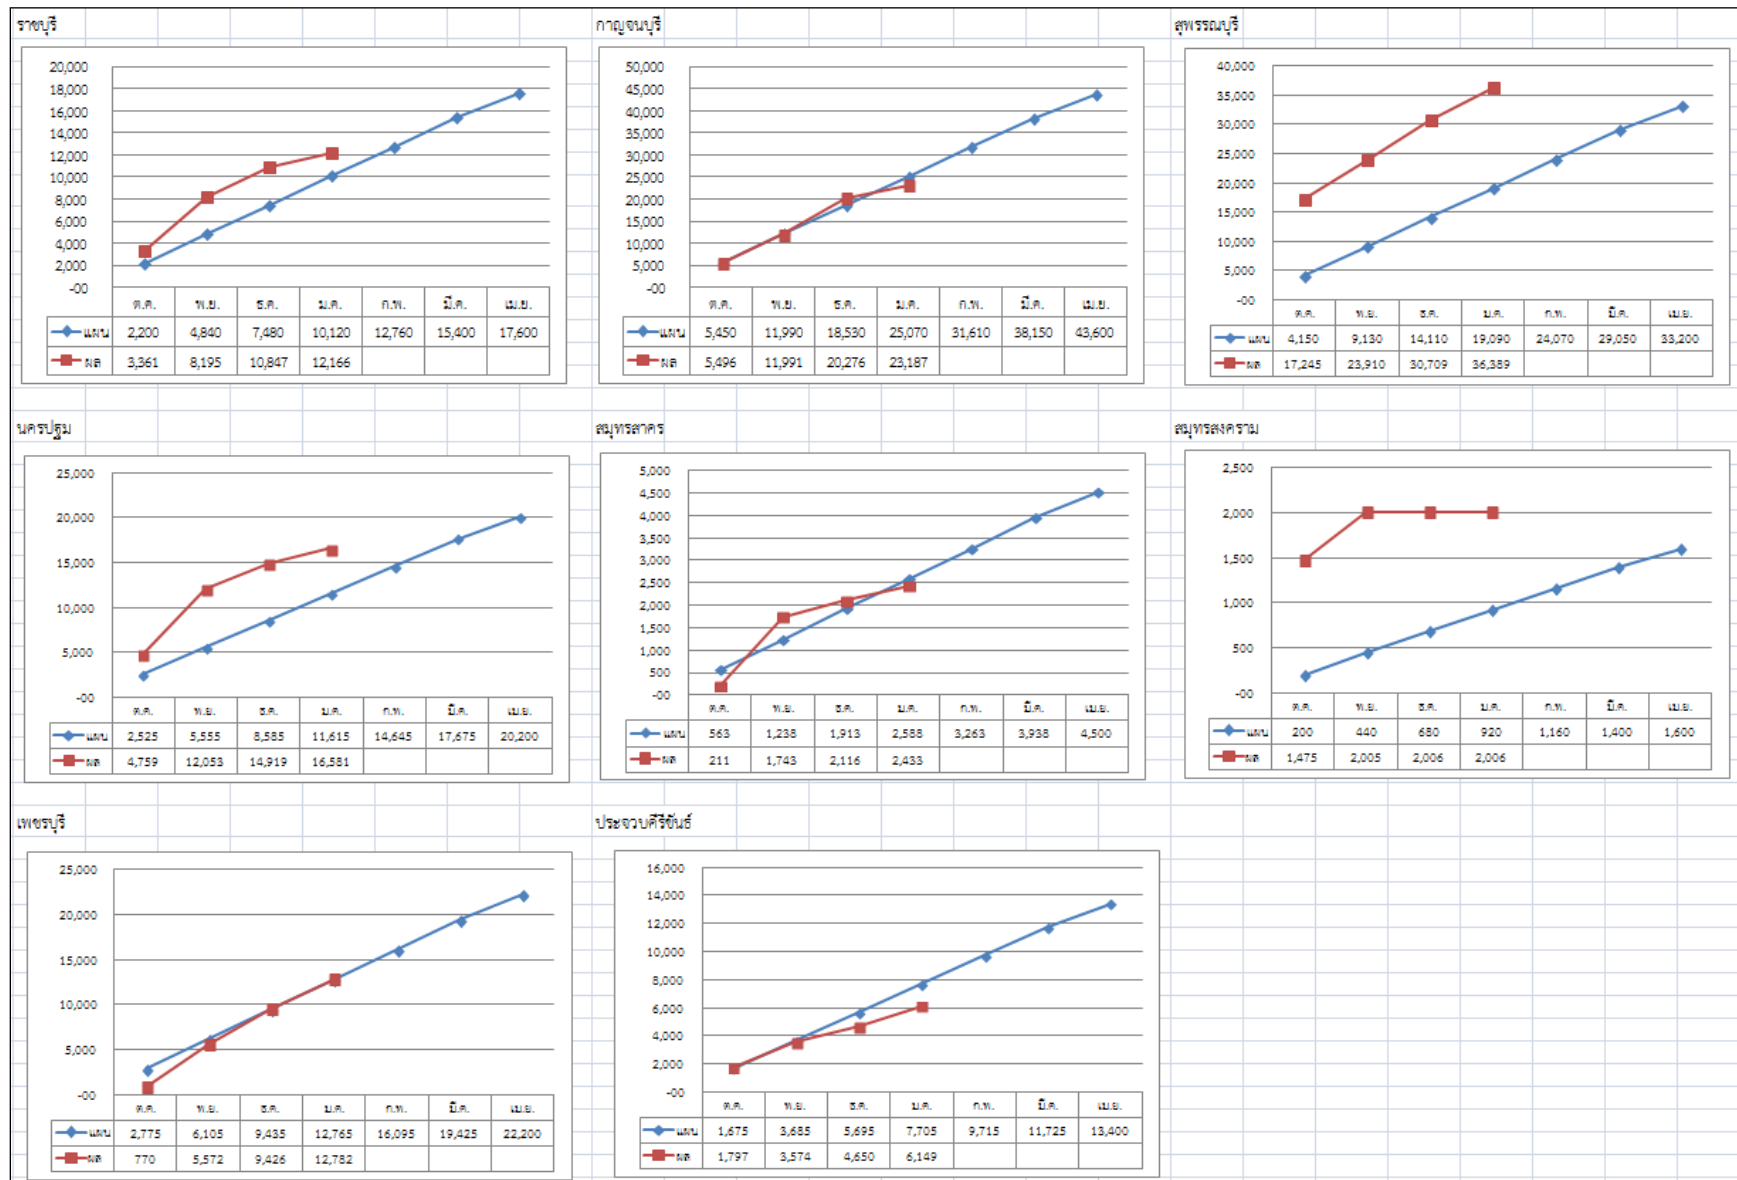 ราชบุรี
20,000
18,000
16,000
14,000
12,000
10,000
8,000
6,000
4,000
2,000
-00
ต.ค. พ.ย. ธ.ค. ม.ค. ก.พ. มี.ค. เม.ย.
แผน 2,200 4,840 7,480 10,120 12,760 15,400 17,600
ผล 3,361 8,195 10,847 12,166
กาญจนบุรี
50,000
45,000
40,000
35,000
30,000
25,000
20,000
15,000
10,000
5,000
-00
ต.ค. พ.ย. ธ.ค. ม.ค. ก.พ. มี.ค. เม.ย.
แผน 5,450 11,990 18,530 25,070 31,610 38,150 43,600
ผล 5,496 11,991 20,276 23,187
สุพรรณบุรี
40,000
35,000
30,000
25,000
20,000
15,000
10,000
5,000
-00
ต.ค. พ.ย. ธ.ค. ม.ค. ก.พ. มี.ค. เม.ย.
แผน 4,150 9,130 14,110 19,090 24,070 29,050 33,200
ผล 17,245 23,910 30,709 36,389
นครปฐม
25,000
20,000
15,000
10,000
5,000
-00
ต.ค. พ.ย. ธ.ค. ม.ค. ก.พ. มี.ค. เม.ย.
แผน 2,525 5,555 8,585 11,615 14,645 17,675 20,200
ผล 4,759 12,053 14,919 16,581
สมุทรสาคร
5,000
4,500
4,000
3,500
3,000
2,500
2,000
1,500
1,000
500
-00
ต.ค. พ.ย. ธ.ค. ม.ค. ก.พ. มี.ค. เม.ย.
แผน 563 1,238 1,913 2,588 3,263 3,938 4,500
ผล 211 1,743 2,116 2,433
สมุทรสงคราม
2,500
2,000
1,500
1,000
500
-00
ต.ค. พ.ย. ธ.ค. ม.ค. ก.พ. มี.ค. เม.ย.
แผน 200 440 680 920 1,160 1,400 1,600
ผล 1,475 2,005 2,006 2,006
เพชรบุรี
25,000
20,000
15,000
10,000
5,000
-00
ต.ค. พ.ย. ธ.ค. ม.ค. ก.พ. มี.ค. เม.ย.
แผน 2,775 6,105 9,435 12,765 16,095 19,425 22,200
ผล 770 5,572 9,426 12,782
ประจวบคีรีขันธ์
16,000
14,000
12,000
10,000
8,000
6,000
4,000
2,000
-00
ต.ค. พ.ย. ธ.ค. ม.ค. ก.พ. มี.ค. เม.ย.
แผน 1,675 3,685 5,695 7,705 9,715 11,725 13,400
ผล 1,797 3,574 4,650 6,149